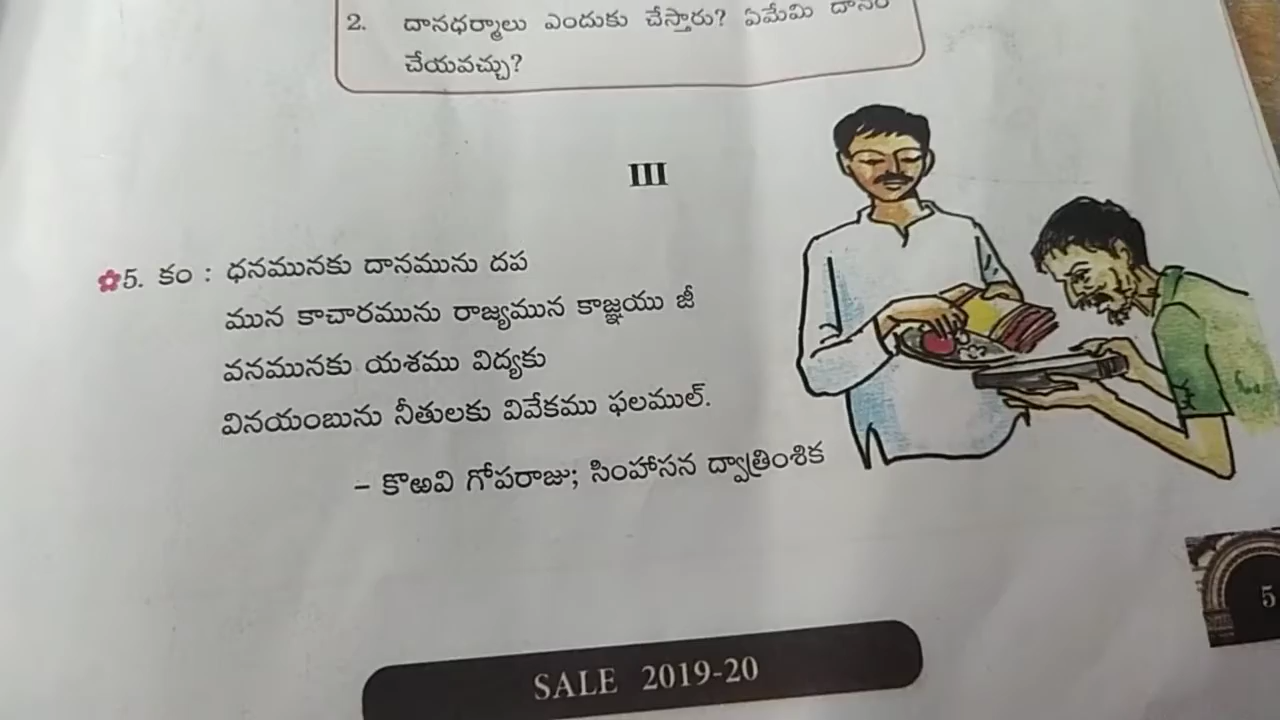 2. దానధర్మాలు ఎందుకు చేస్తారు? ఏమేమి దానం
చేయవచ్చు?
III
5. కం : ధనమునకు దానమును దప
మున కాచారమును రాజ్యమున కాజ్ఞయు జీ
వనమునకు యశము విద్యకు
వినయంబును నీతులకు వివేకము ఫలముల్.
– కొఱవి గోపరాజు; సింహాసన ద్వాత్రింశిక
5
SALE 2019-20